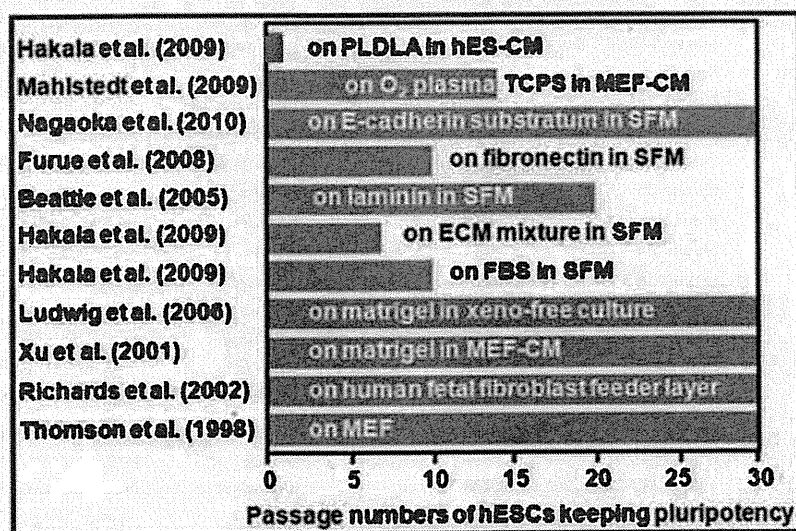 Hakala et al. (2009) on PLDLA in hES-CM
Mahlstedt et al. (2009) on O₂ plasma TCPS in MEF-CM
Nagaoka et al. (2010) on E-cadherin substratum in SFM
Furue et al. (2008) on fibronectin in SFM
Beattie et al. (2005) on laminin in SFM
Hakala et al. (2009) on ECM mixture in SFM
Hakala et al. (2009) on FBS in SFM
Ludwig et al. (2006) on matrigel in xeno-free culture
Xu et al. (2001) on matrigel in MEF-CM
Richards et al. (2002) on human fetal fibroblast feeder layer
Thomson et al. (1998) on MEF
0 5 10 15 20 25 30
Passage numbers of hESCs keeping pluripotency